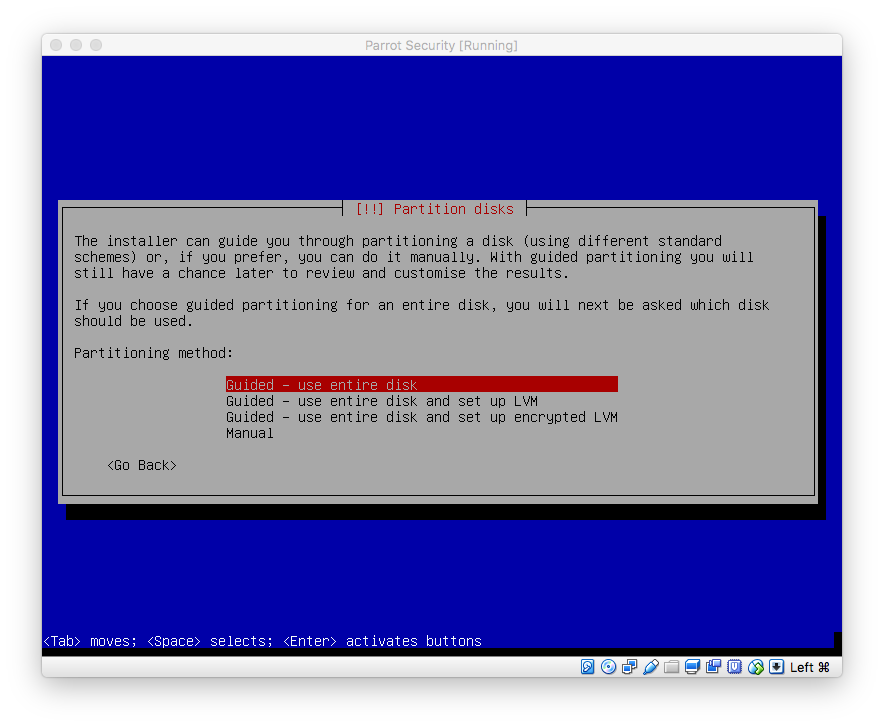 Parrot Security [Running]
[!!] Partition disks
The installer can guide you through partitioning a disk (using different standard
schemes) or, if you prefer, you can do it manually. With guided partitioning you will
still have a chance later to review and customise the results.
If you choose guided partitioning for an entire disk, you will next be asked which disk
should be used.
Partitioning method:
Guided - use entire disk
Guided - use entire disk and set up LVM
Guided - use entire disk and set up encrypted LVM
Manual
<Go Back>
<Tab> moves; <Space> selects; <Enter> activates buttons
Left ⌘